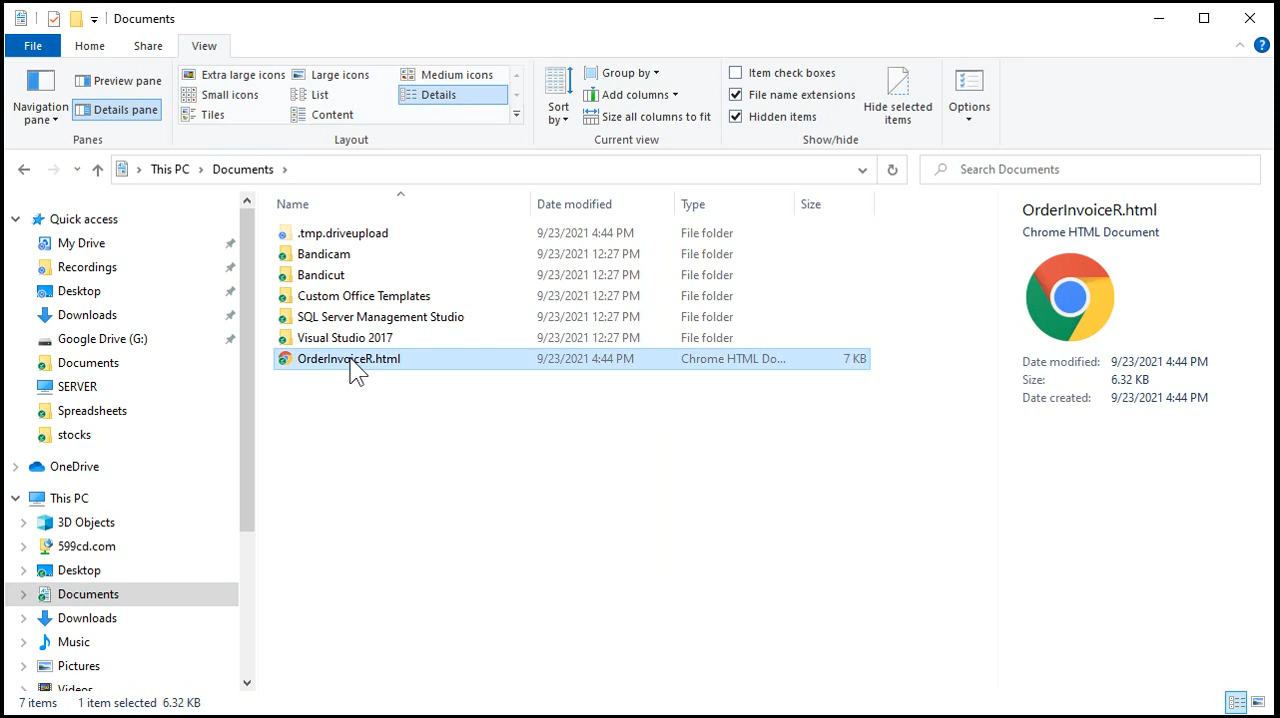 Documents
File
Home
Share
View
Navigation pane
Preview pane
Details pane
Panes
Extra large icons
Large icons
Medium icons
Small icons
List
Details
Tiles
Content
Layout
Sort by
Group by
Add columns
Size all columns to fit
Current view
Item check boxes
File name extensions
Hidden items
Hide selected items
Show/hide
Options
This PC
Documents
Search Documents
Quick access
My Drive
Recordings
Desktop
Downloads
Google Drive (G:)
Documents
SERVER
Spreadsheets
stocks
OneDrive
This PC
3D Objects
599cd.com
Desktop
Documents
Downloads
Music
Pictures
Videos
Name Date modified Type Size
.tmp.driveupload 9/23/2021 4:44 PM File folder
Bandicam 9/23/2021 12:27 PM File folder
Bandicut 9/23/2021 12:27 PM File folder
Custom Office Templates 9/23/2021 12:27 PM File folder
SQL Server Management Studio 9/23/2021 12:27 PM File folder
Visual Studio 2017 9/23/2021 12:27 PM File folder
OrderInvoiceR.html 9/23/2021 4:44 PM Chrome HTML Do... 7 KB
OrderInvoiceR.html
Chrome HTML Document
Date modified: 9/23/2021 4:44 PM
Size: 6.32 KB
Date created: 9/23/2021 4:44 PM
7 items 1 item selected 6.32 KB